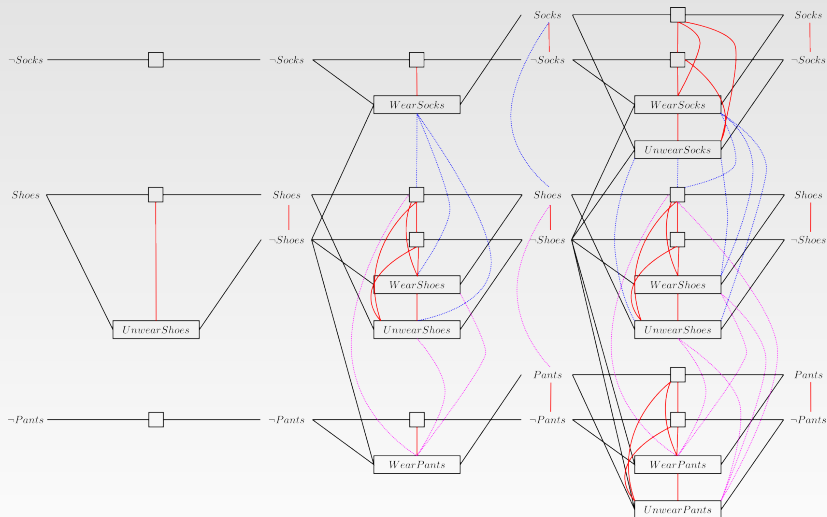 Socks Socks
¬Socks ¬Socks ¬Socks ¬Socks
WearSocks WearSocks
UnwearSocks
Shoes Shoes Shoes Shoes
¬Shoes ¬Shoes ¬Shoes
WearShoes WearShoes
UnwearShoes UnwearShoes UnwearShoes
Pants Pants
¬Pants ¬Pants ¬Pants ¬Pants
WearPants WearPants
UnwearPants